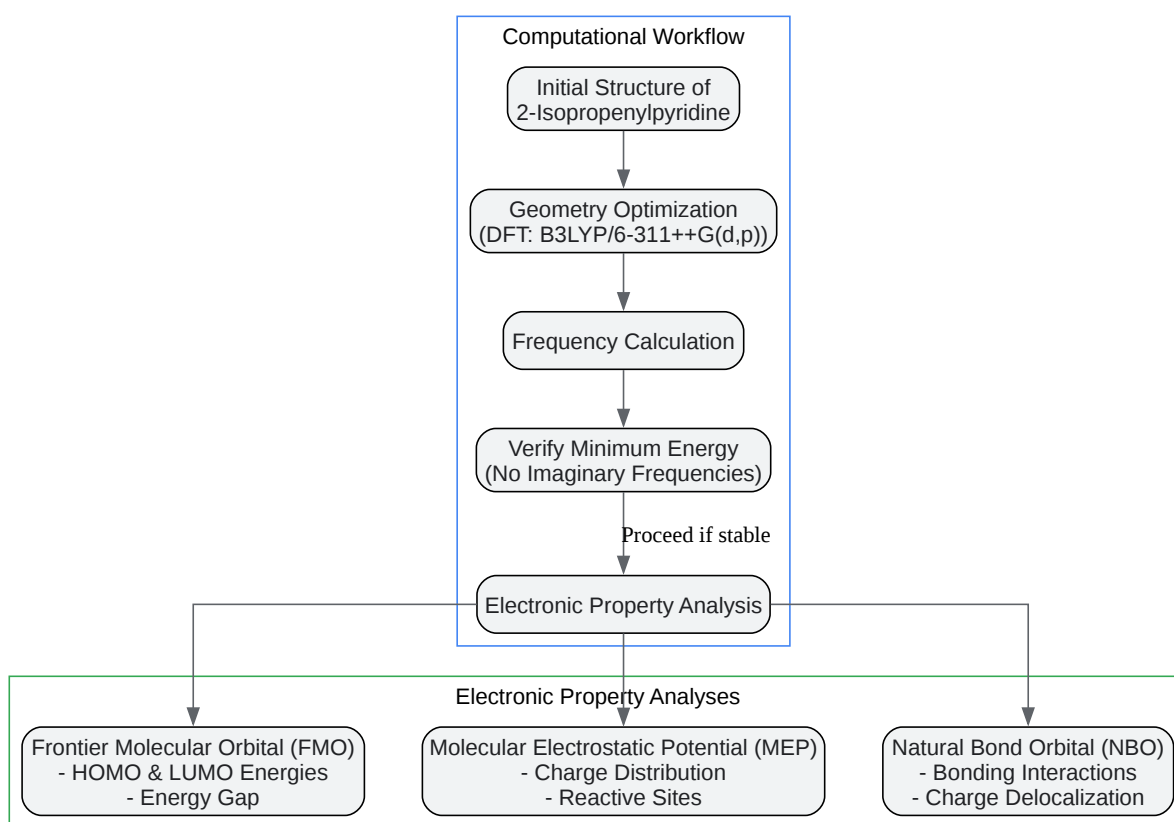 Computational Workflow
Initial Structure of
2-Isopropenylpyridine
Geometry Optimization
(DFT: B3LYP/6-311++G(d,p))
Frequency Calculation
Verify Minimum Energy
(No Imaginary Frequencies)
Proceed if stable
Electronic Property Analysis
Electronic Property Analyses
Frontier Molecular Orbital (FMO)
- HOMO & LUMO Energies
- Energy Gap
Molecular Electrostatic Potential (MEP)
- Charge Distribution
- Reactive Sites
Natural Bond Orbital (NBO)
- Bonding Interactions
- Charge Delocalization